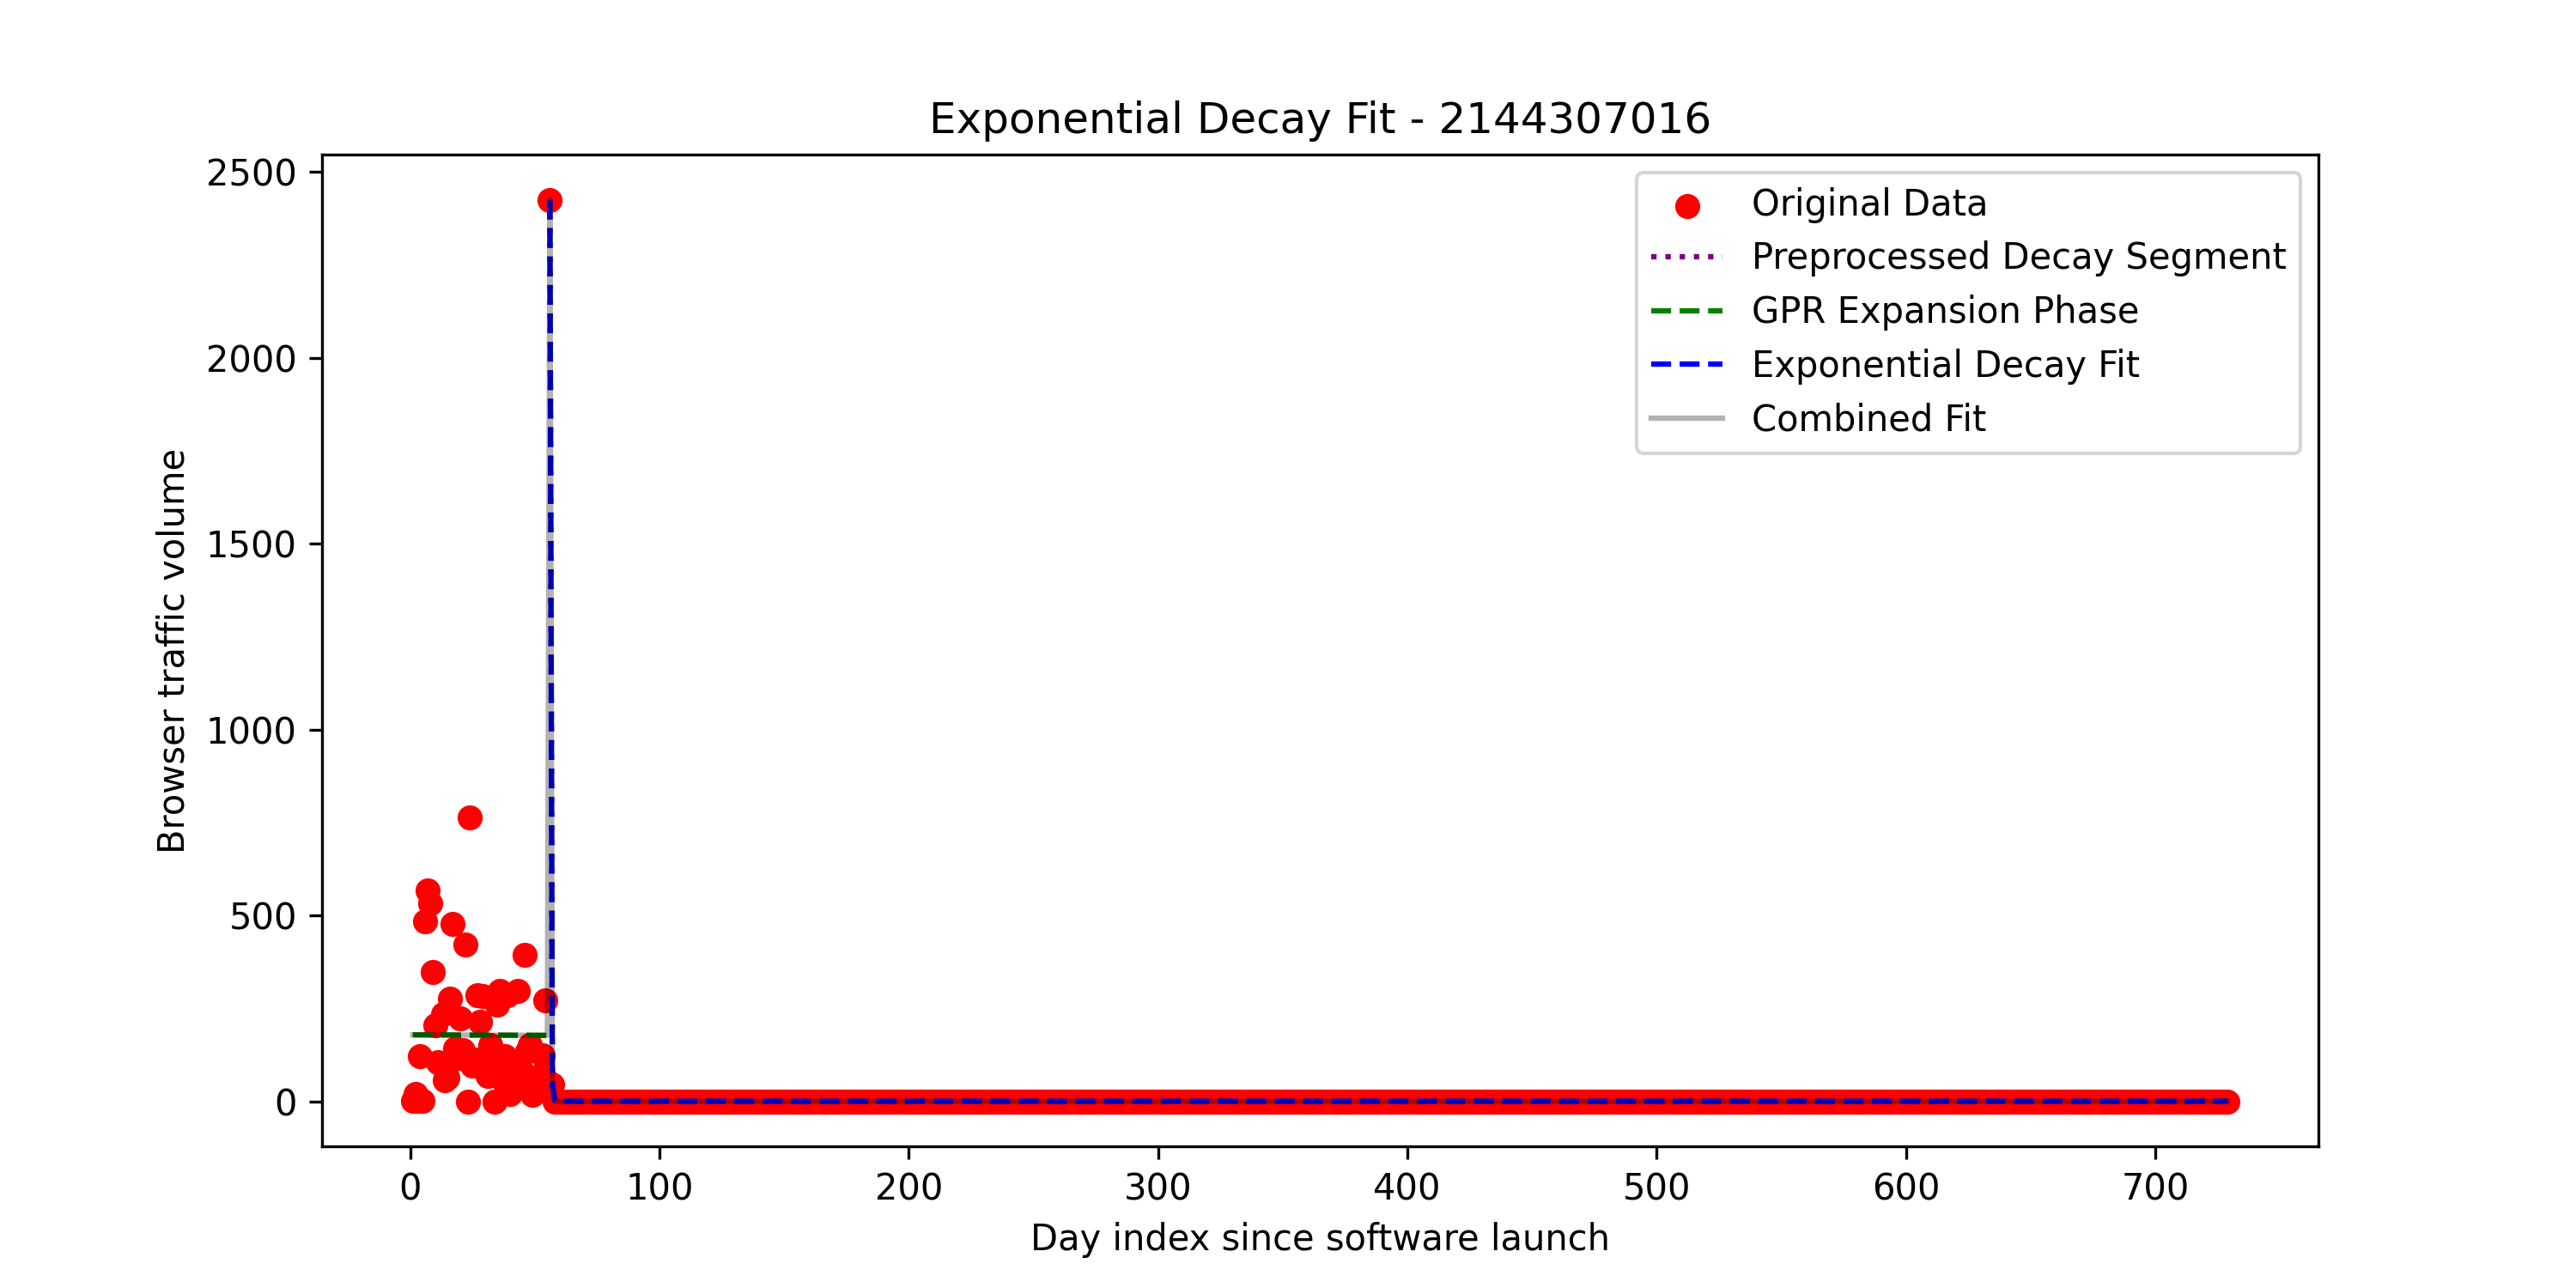 Exponential Decay Fit - 2144307016
Browser traffic volume
2500
2000
1500
1000
500
0
Original Data
Preprocessed Decay Segment
GPR Expansion Phase
Exponential Decay Fit
Combined Fit
0 100 200 300 400 500 600 700
Day index since software launch